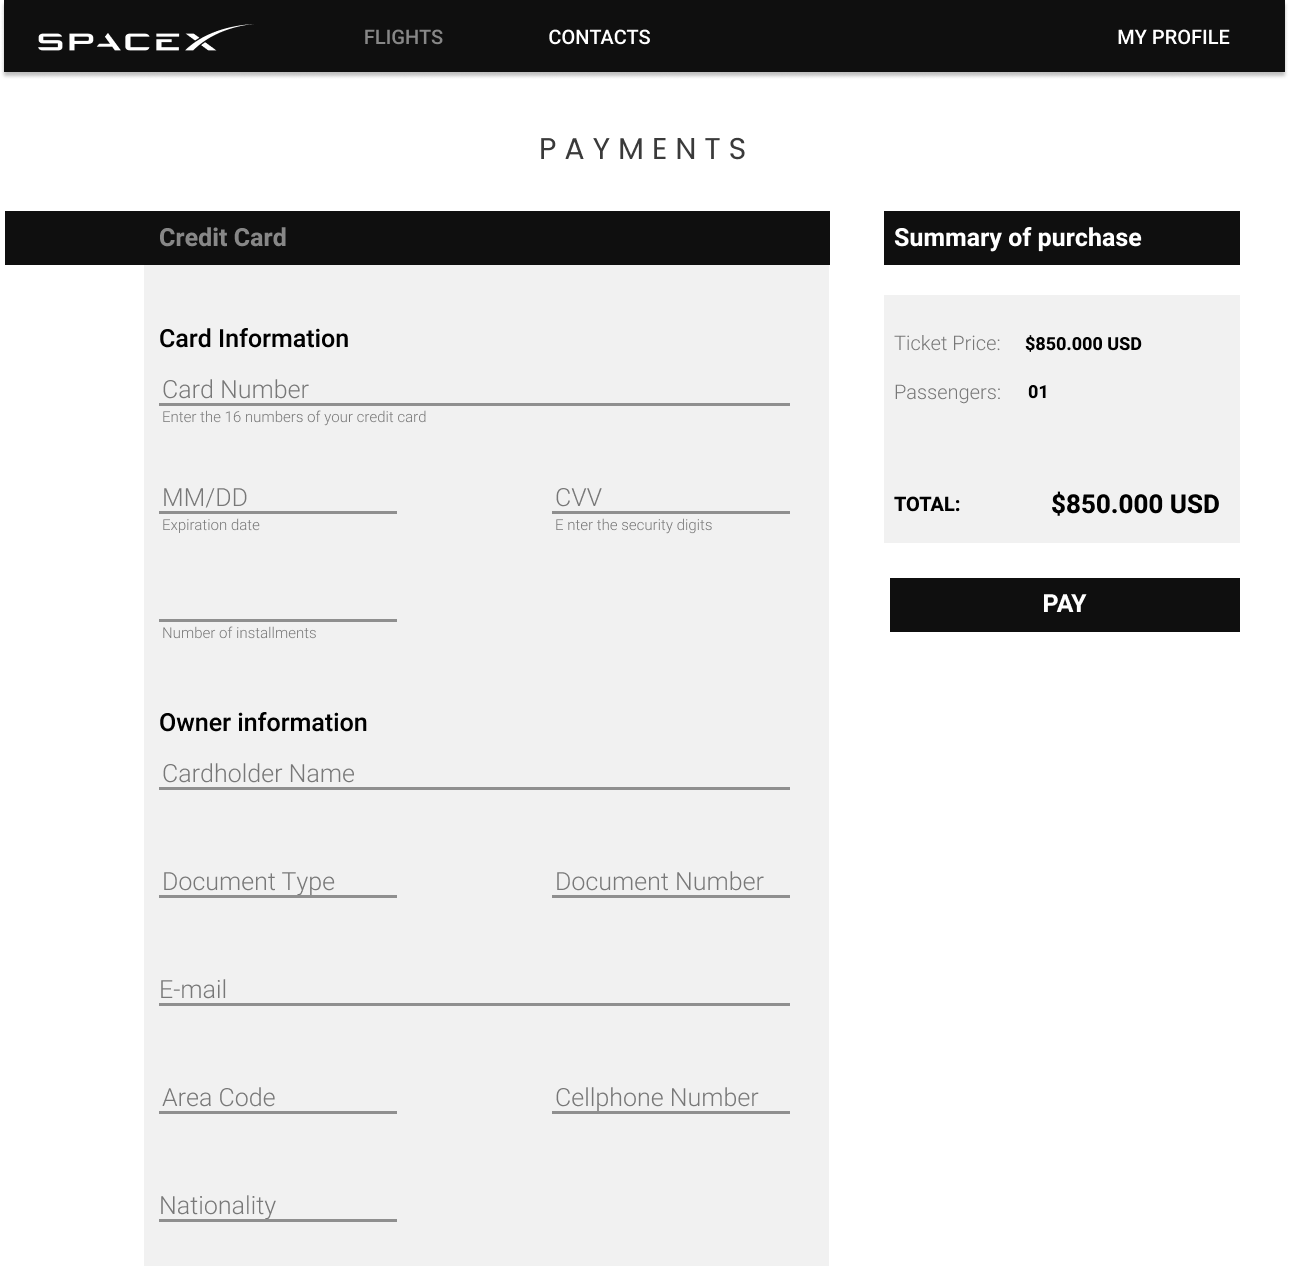 SPACEX
FLIGHTS
CONTACTS
MY PROFILE
PAYMENTS
Credit Card
Card Information
Card Number
Enter the 16 numbers of your credit card
MM/DD
CVV
Expiration date
E nter the security digits
Number of installments
Owner information
Cardholder Name
Document Type
Document Number
E-mail
Area Code
Cellphone Number
Nationality
Summary of purchase
Ticket Price: $850.000 USD
Passengers: 01
TOTAL: $850.000 USD
PAY